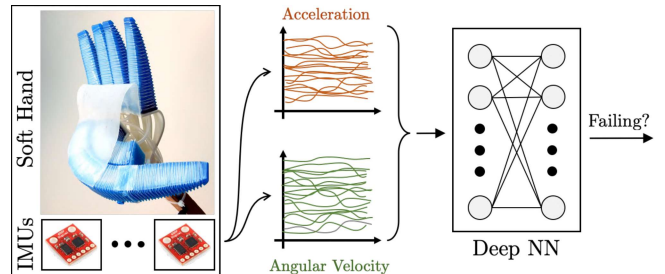 Soft Hand
IMUs
Acceleration
Angular Velocity
Deep NN
Failing?